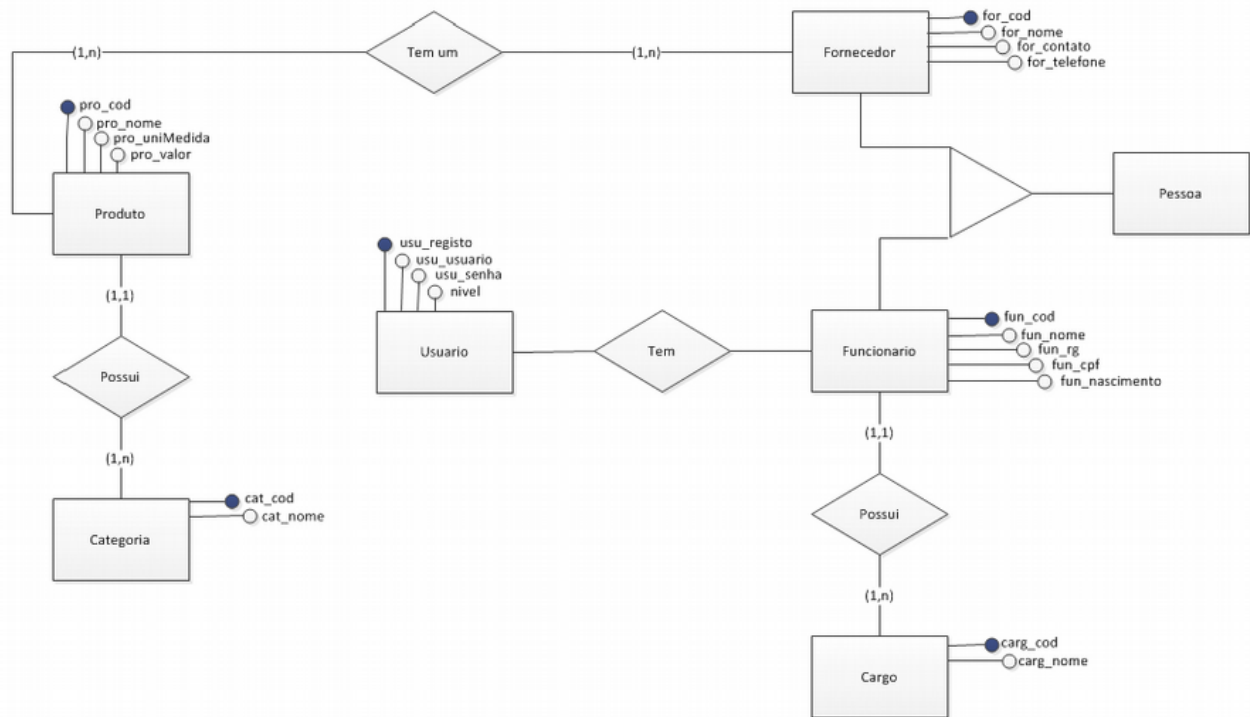 (1,n)
Tem um
(1,n)
Fornecedor
for_cod
for_nome
for_contato
for_telefone
pro_cod
pro_nome
pro_uniMedida
pro_valor
Produto
Pessoa
(1,1)
usu_registo
usu_usuario
usu_senha
nivel
Usuario
Tem
Funcionario
fun_cod
fun_nome
fun_rg
fun_cpf
fun_nascimento
Possui
(1,n)
(1,1)
Categoria
cat_cod
cat_nome
Possui
(1,n)
Cargo
carg_cod
carg_nome